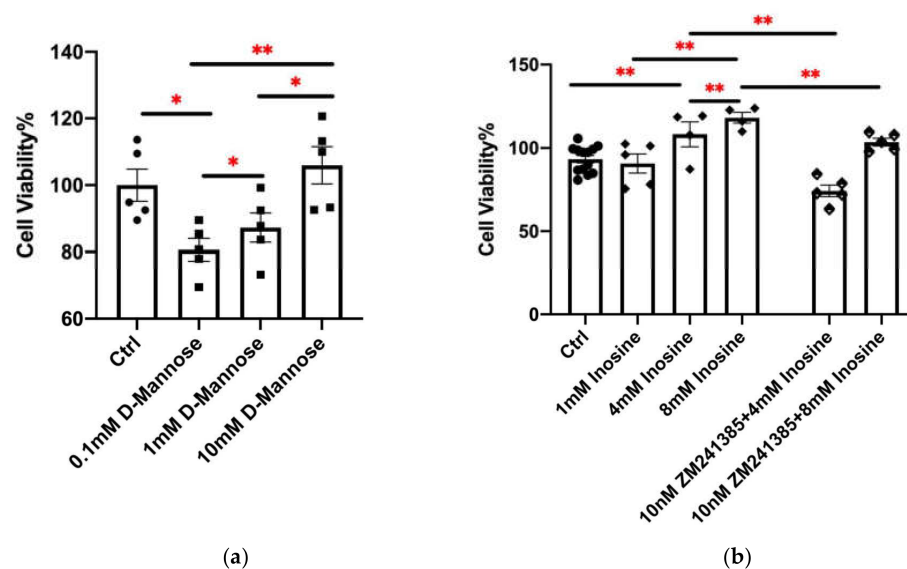 140
120
100
80
60
Cell Viability%
**
*
*
*
Ctrl
0.1mM D-Mannose
1mM D-Mannose
10mM D-Mannose
(a)
150
100
50
0
Cell Viability%
**
**
**
**
**
Ctrl
1mM Inosine
4mM Inosine
8mM Inosine
10nM ZM241385+4mM Inosine
10nM ZM241385+8mM Inosine
(b)